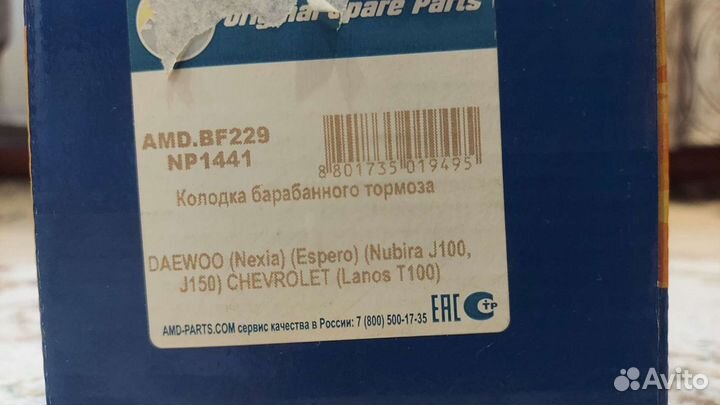 original Spare Parts
AMD.BF229
NP1441
8 801735 019495
Колодка барабанного тормоза
DAEWOO (Nexia) (Espero) (Nubira J100,
J150) CHEVROLET (Lanos T100)
AMD-PARTS.COM сервис качества в России: 7 (800) 500-17-35
EAC
СТР
Avito